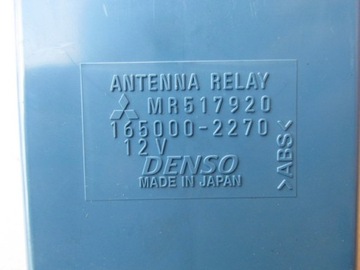 ANTENNA RELAY
MR517920
165000-2270
12V
DENSO
MADE IN JAPAN
>ABS<